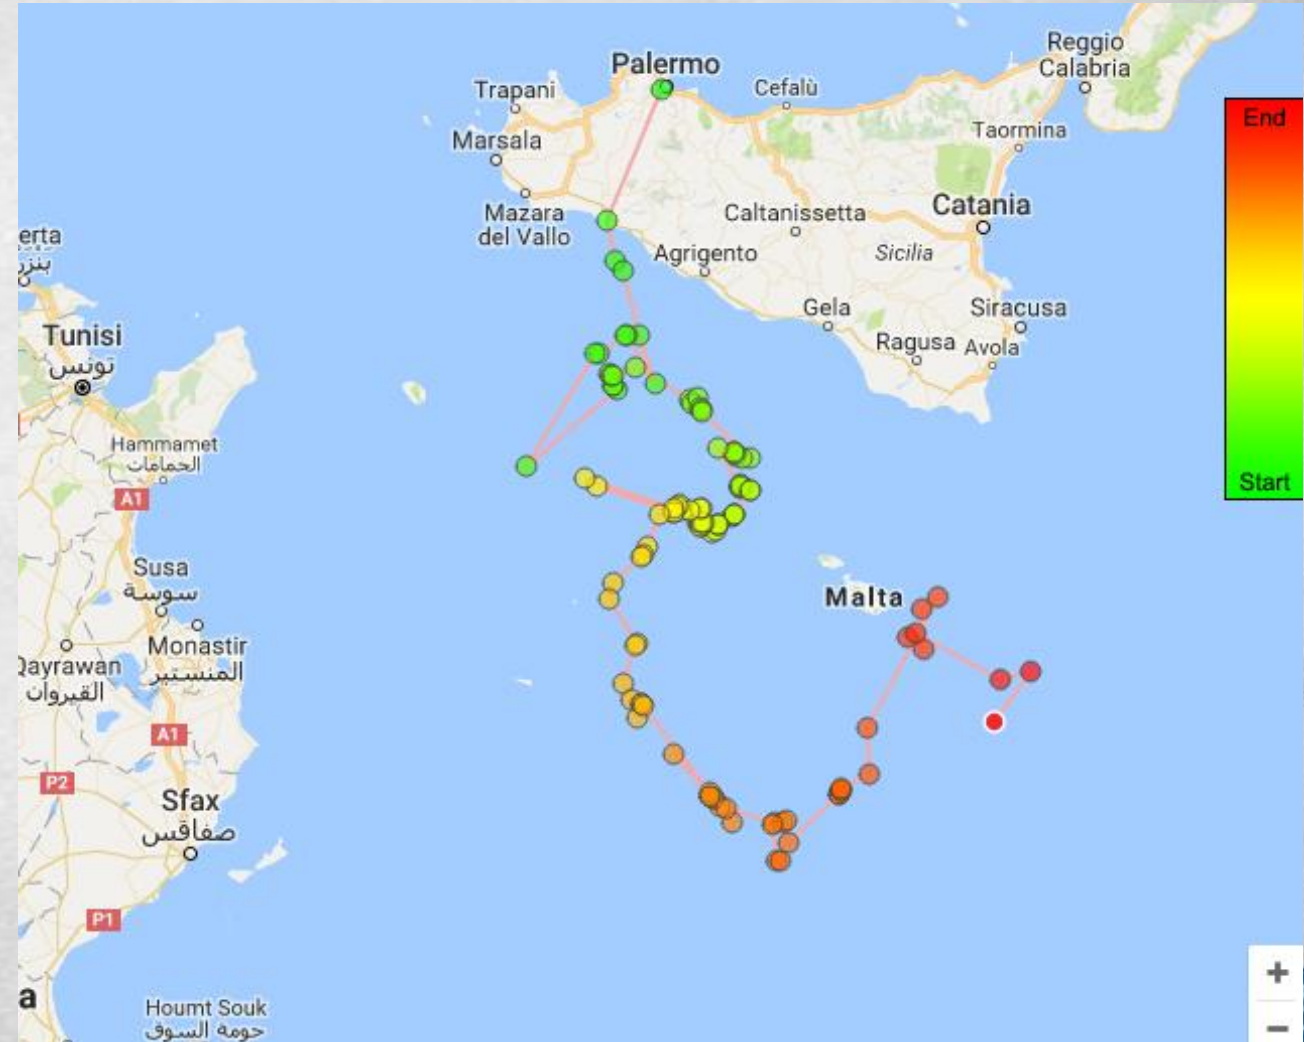 Reggio
Calabria
Palermo
Trapani
Cefalù
End
Marsala
Taormina
Mazara
del Vallo
Caltanissetta
Catania
erta
بنزر
Agrigento
Sicilia
Gela
Siracusa
Tunisi
تونس
Ragusa
Avola
Hammamet
الحمامات
Start
A1
Susa
سوسة
Malta
Monastir
المنستير
Qayrawan
القيروان
A1
P2
Sfax
صفاقس
P1
a
Houmt Souk
حومة السوق
+
−